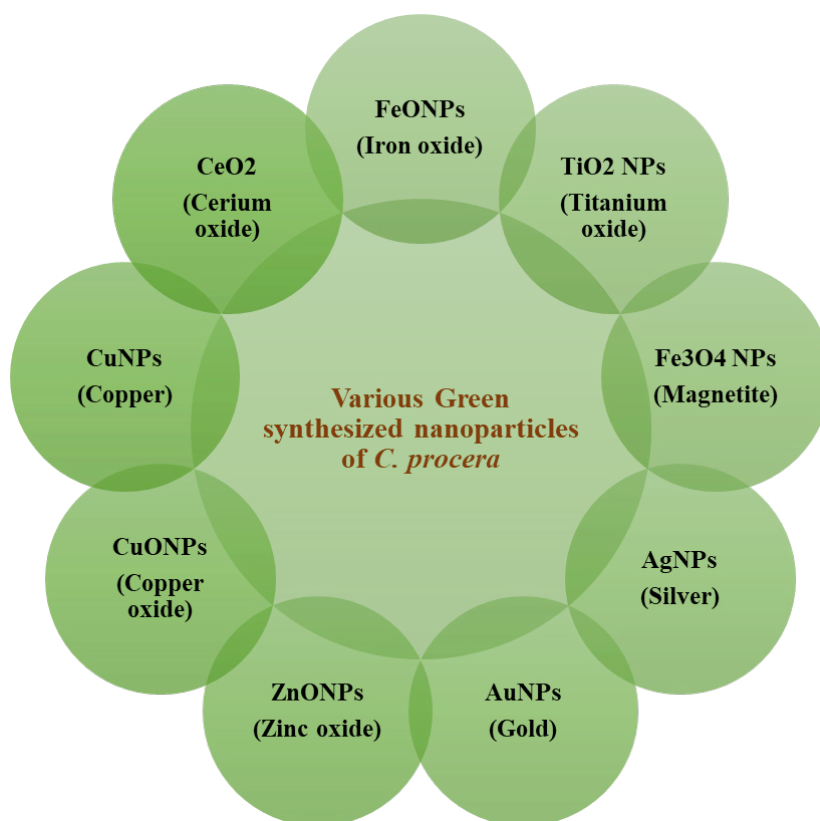 FeONPs
(Iron oxide)
TiO2 NPs
(Titanium
oxide)
Fe3O4 NPs
(Magnetite)
AgNPs
(Silver)
AuNPs
(Gold)
ZnONPs
(Zinc oxide)
CuONPs
(Copper
oxide)
CuNPs
(Copper)
CeO2
(Cerium
oxide)
Various Green
synthesized nanoparticles
of C. procera